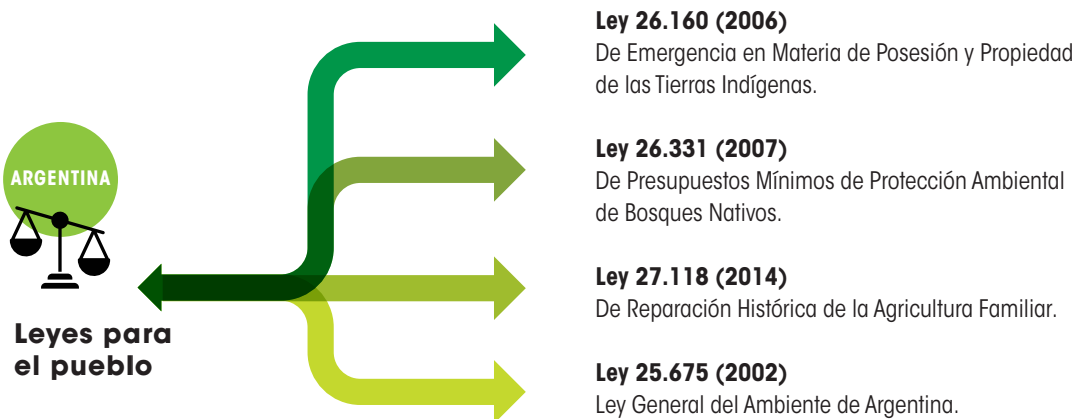 ARGENTINA
Leyes para
el pueblo
Ley 26.160 (2006)
De Emergencia en Materia de Posesión y Propiedad
de las Tierras Indígenas.
Ley 26.331 (2007)
De Presupuestos Mínimos de Protección Ambiental
de Bosques Nativos.
Ley 27.118 (2014)
De Reparación Histórica de la Agricultura Familiar.
Ley 25.675 (2002)
Ley General del Ambiente de Argentina.